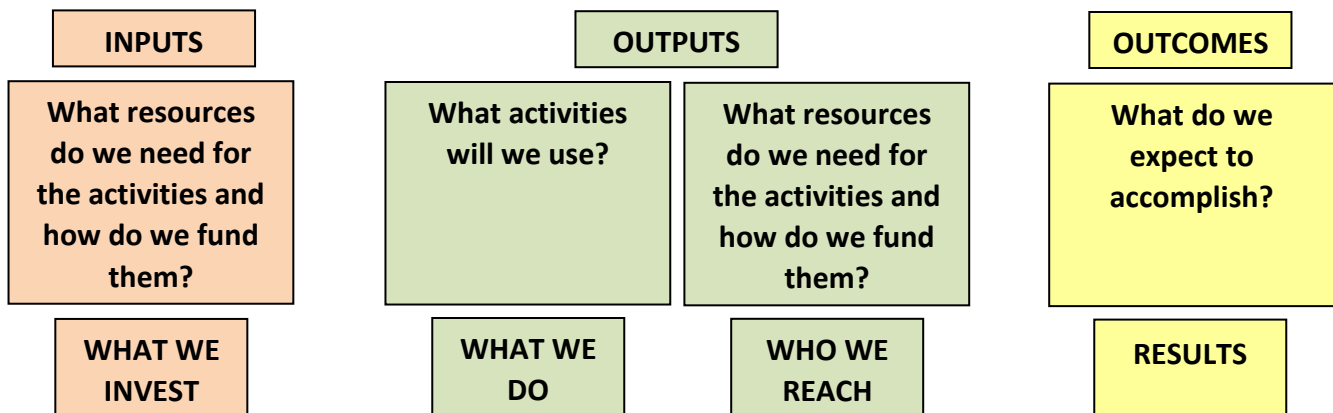 INPUTS
OUTPUTS
OUTCOMES
What resources
do we need for
the activities and
how do we fund
them?
What activities
will we use?
What resources
do we need for
the activities and
how do we fund
them?
What do we
expect to
accomplish?
WHAT WE
INVEST
WHAT WE
DO
WHO WE
REACH
RESULTS